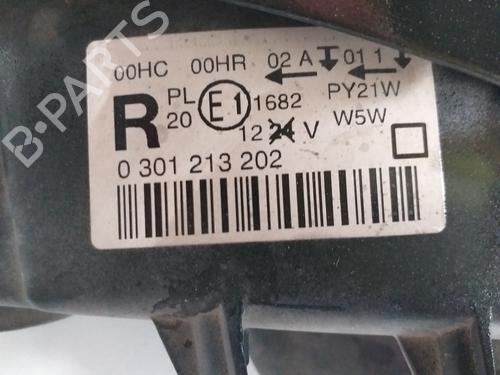 00HC 00HR 02 A 01 1
R PL 20 E1 1682 PY21W
12 24 V W5W
0 301 213 202
B-PARTS